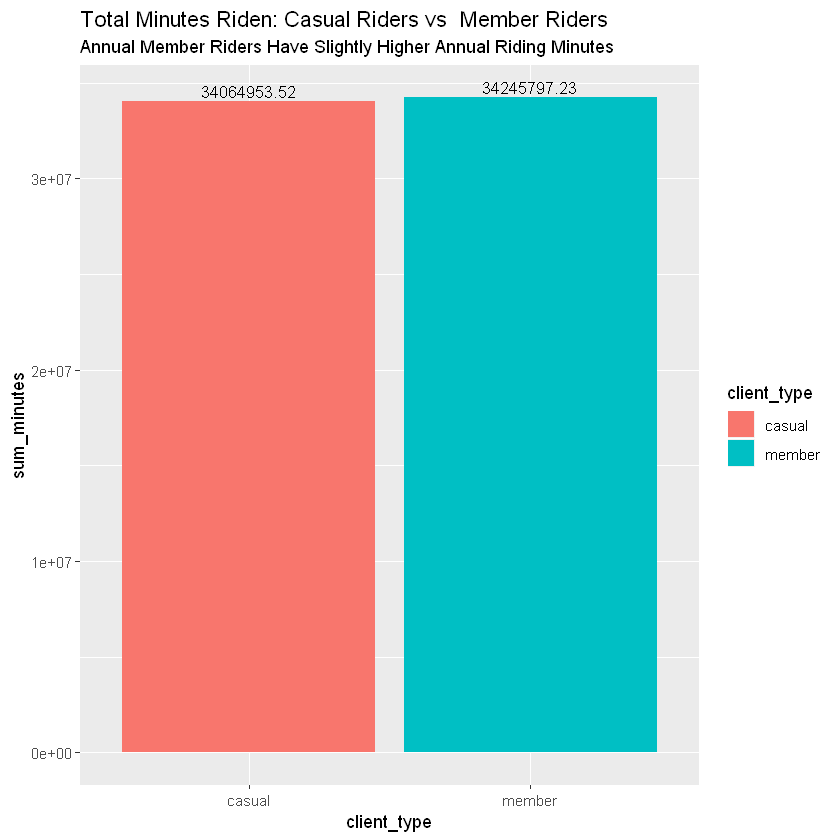 Total Minutes Riden: Casual Riders vs  Member Riders
Annual Member Riders Have Slightly Higher Annual Riding Minutes
34064953.52
34245797.23
3e+07
2e+07
1e+07
0e+00
sum_minutes
casual
member
client_type
client_type
casual
member